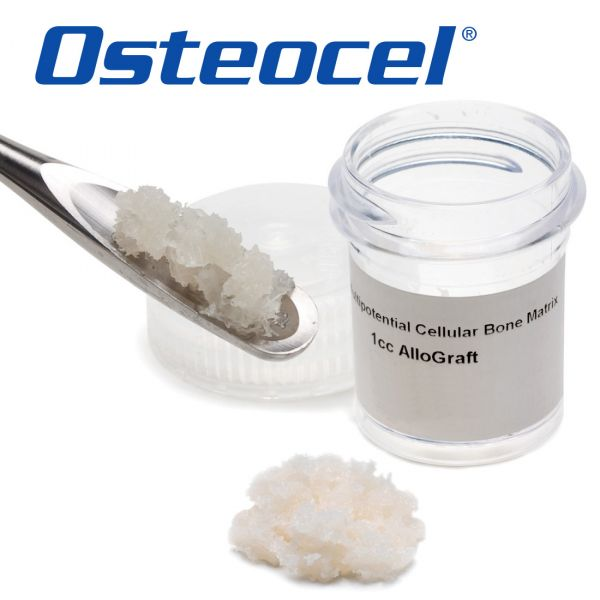 Osteocel®
ultipotential Cellular Bone Matrix
1cc AlloGraft